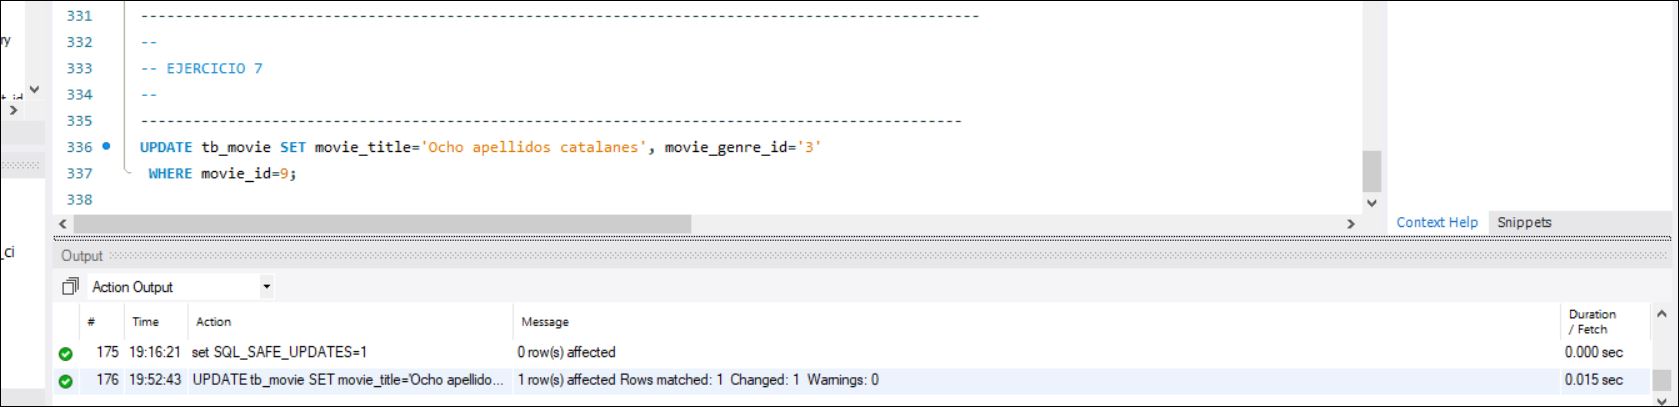 331 ------------------------------------------------------------------------------------------------
332 --
333 -- EJERCICIO 7
334 --
335 ----------------------------------------------------------------------------------------------
336 UPDATE tb_movie SET movie_title='Ocho apellidos catalanes', movie_genre_id='3'
337 WHERE movie_id=9;
338
_ci
Context Help Snippets
Output
Action Output
# Time Action Message Duration / Fetch
175 19:16:21 set SQL_SAFE_UPDATES=1 0 row(s) affected 0.000 sec
176 19:52:43 UPDATE tb_movie SET movie_title='Ocho apellido... 1 row(s) affected Rows matched: 1 Changed: 1 Warnings: 0 0.015 sec